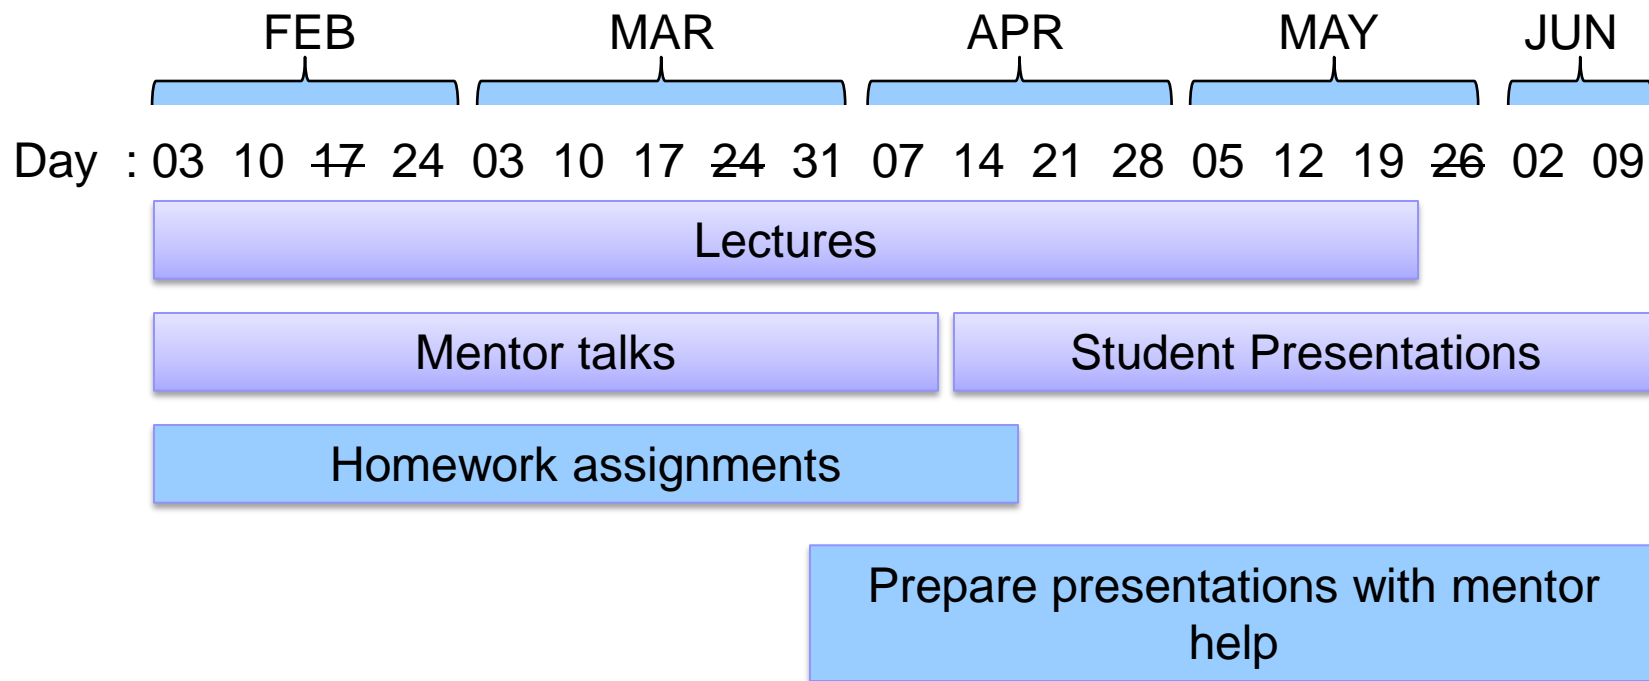 FEB MAR APR MAY JUN
Day : 03 10 17 24 03 10 17 24 31 07 14 21 28 05 12 19 26 02 09
Lectures
Mentor talks Student Presentations
Homework assignments
Prepare presentations with mentor
help